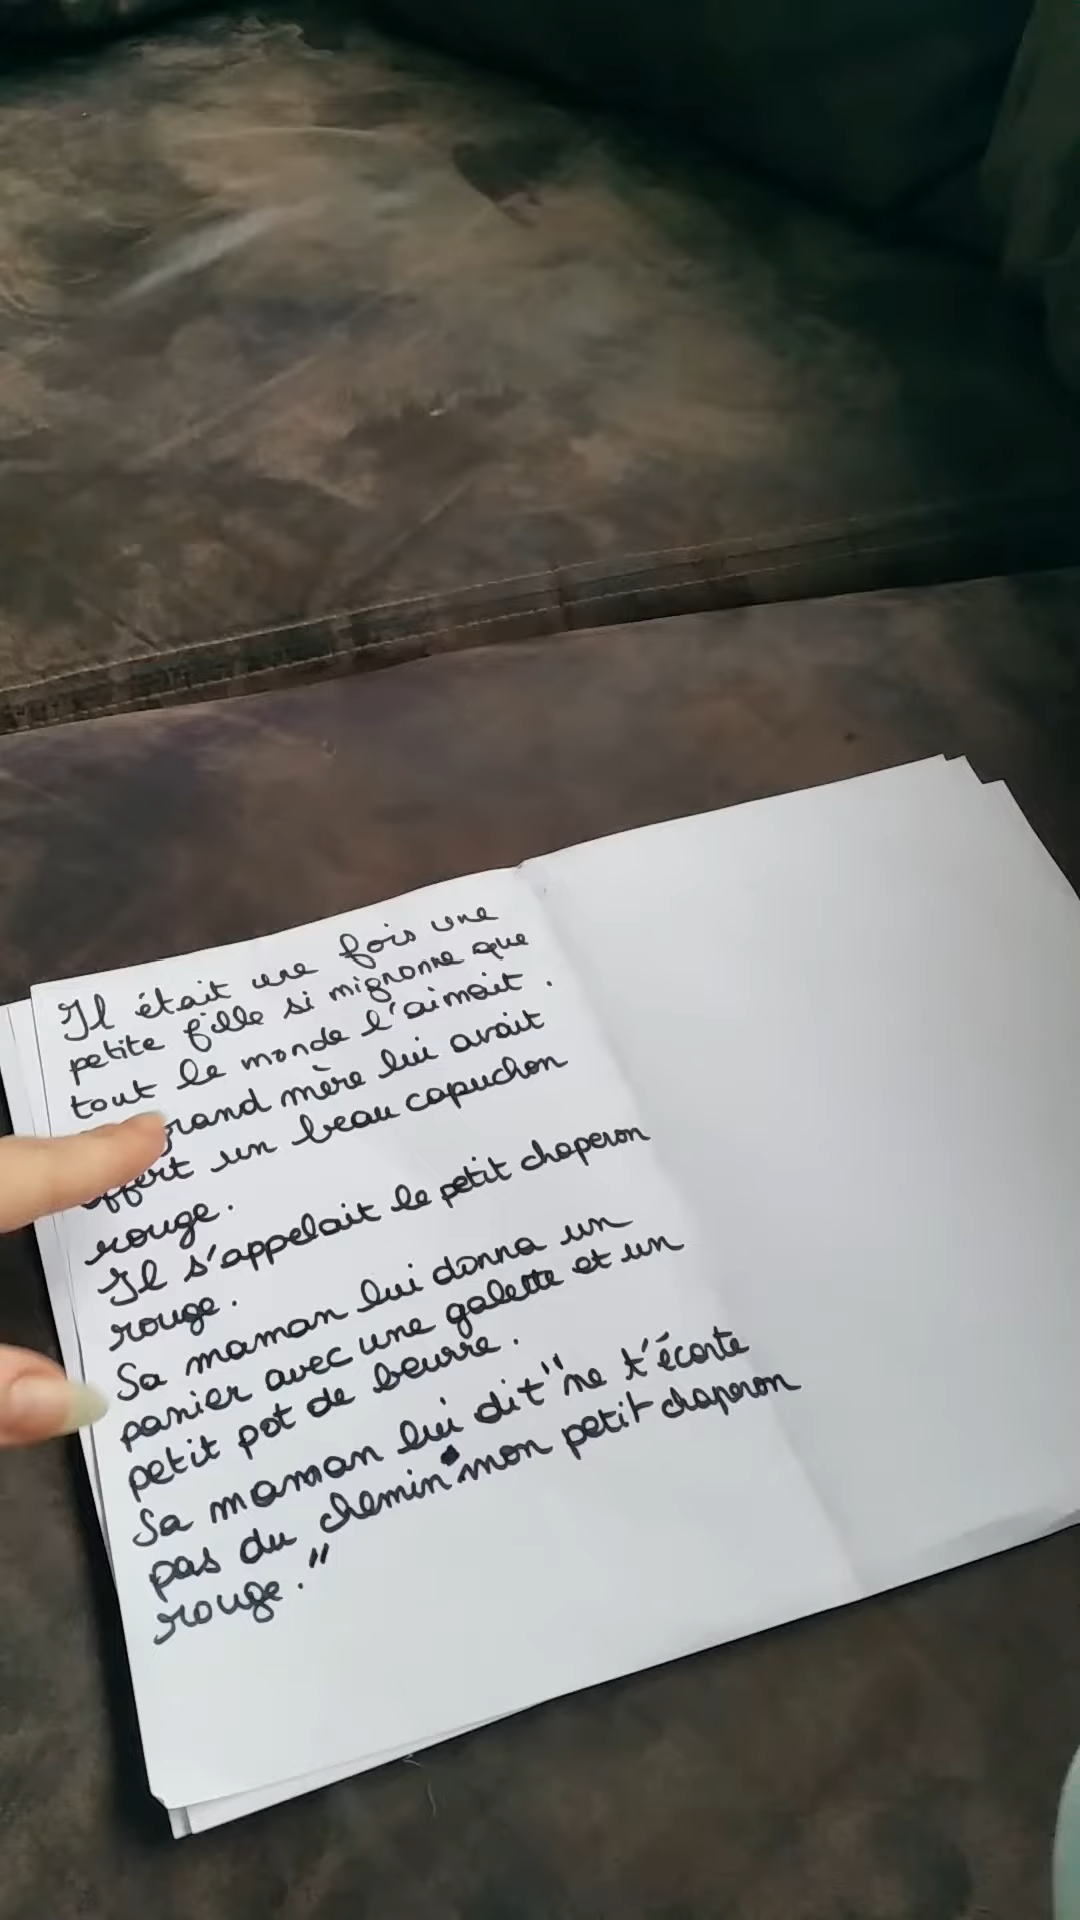 Il était une fois une
petite fille si mignonne que
tout le monde l'aimait.
grand mère lui avait
offert un beau capuchon
rouge.
Il s'appelait le petit chaperon
rouge.
Sa maman lui donna un
panier avec une galette et un
petit pot de beurre.
Sa maman lui dit "ne t'écarte
pas du chemin mon petit chaperon
rouge."